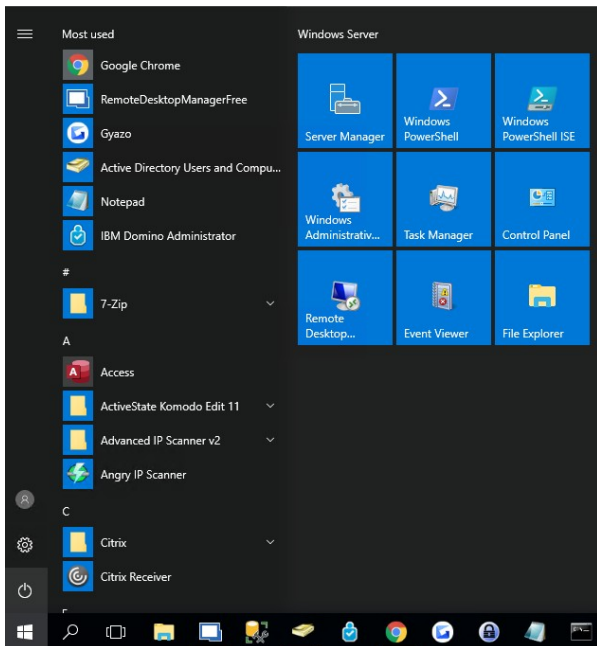 Most used
Google Chrome
RemoteDesktopManagerFree
Gyazo
Active Directory Users and Compu...
Notepad
IBM Domino Administrator
#
7-Zip
A
Access
ActiveState Komodo Edit 11
Advanced IP Scanner v2
Angry IP Scanner
C
Citrix
Citrix Receiver
Windows Server
Server Manager
Windows
PowerShell
Windows
PowerShell ISE
Windows
Administrativ...
Task Manager
Control Panel
Remote
Desktop...
Event Viewer
File Explorer